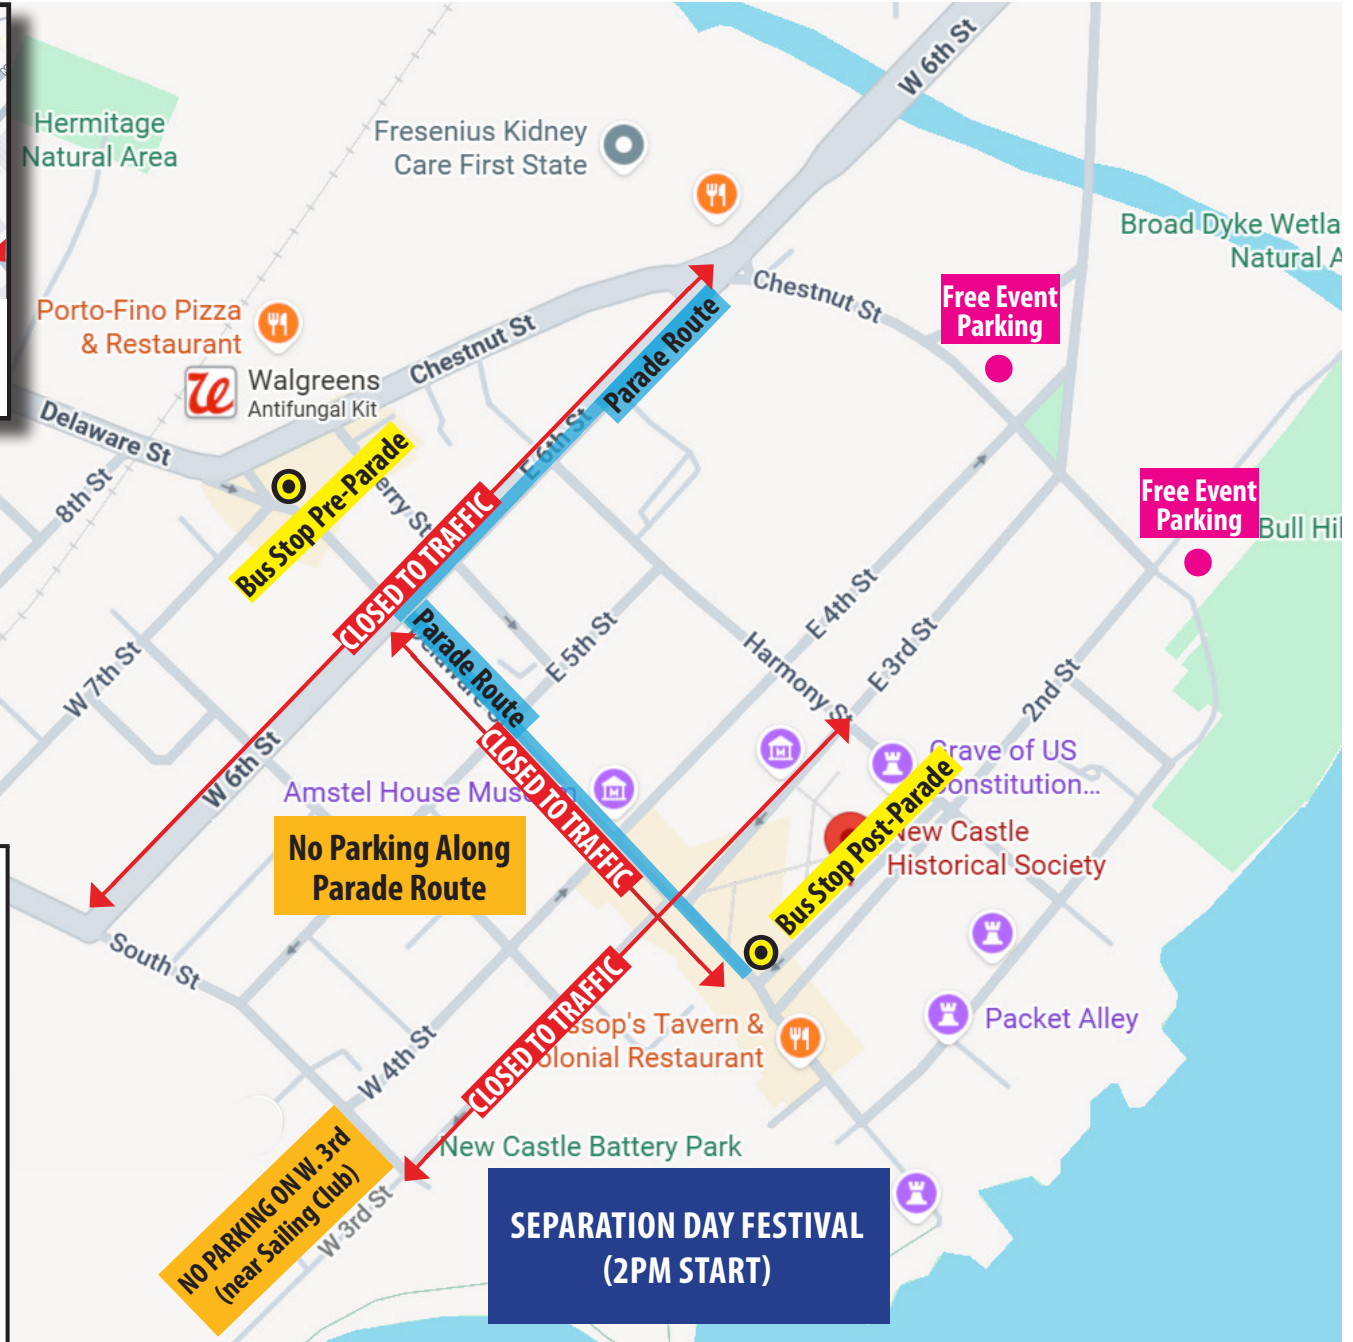 W 6th St
Hermitage
Natural Area
Fresenius Kidney
Care First State
Broad Dyke Wetla
Natural A
Chestnut St
Free Event
Parking
Porto-Fino Pizza
& Restaurant
Parade Route
Chestnut St
Walgreens
Antifungal Kit
Delaware St
E 6th St
Bus Stop Pre-Parade
8th St
erry St
Free Event
Parking
Bull Hil
CLOSED TO TRAFFIC
E 4th St
Parade Route
E 5th St
E 3rd St
Harmony St
W 7th St
2nd St
W 6th St
CLOSED TO TRAFFIC
Grave of US
onstitution...
Amstel House Mus
m
Bus Stop Post-Parade
New Castle
Historical Society
No Parking Along
Parade Route
South St
CLOSED TO TRAFFIC
ssop's Tavern &
olonial Restaurant
Packet Alley
W 4th St
New Castle Battery Park
NO PARKING ON W. 3rd
(near Sailing Club)
W 3rd St
SEPARATION DAY FESTIVAL
(2PM START)